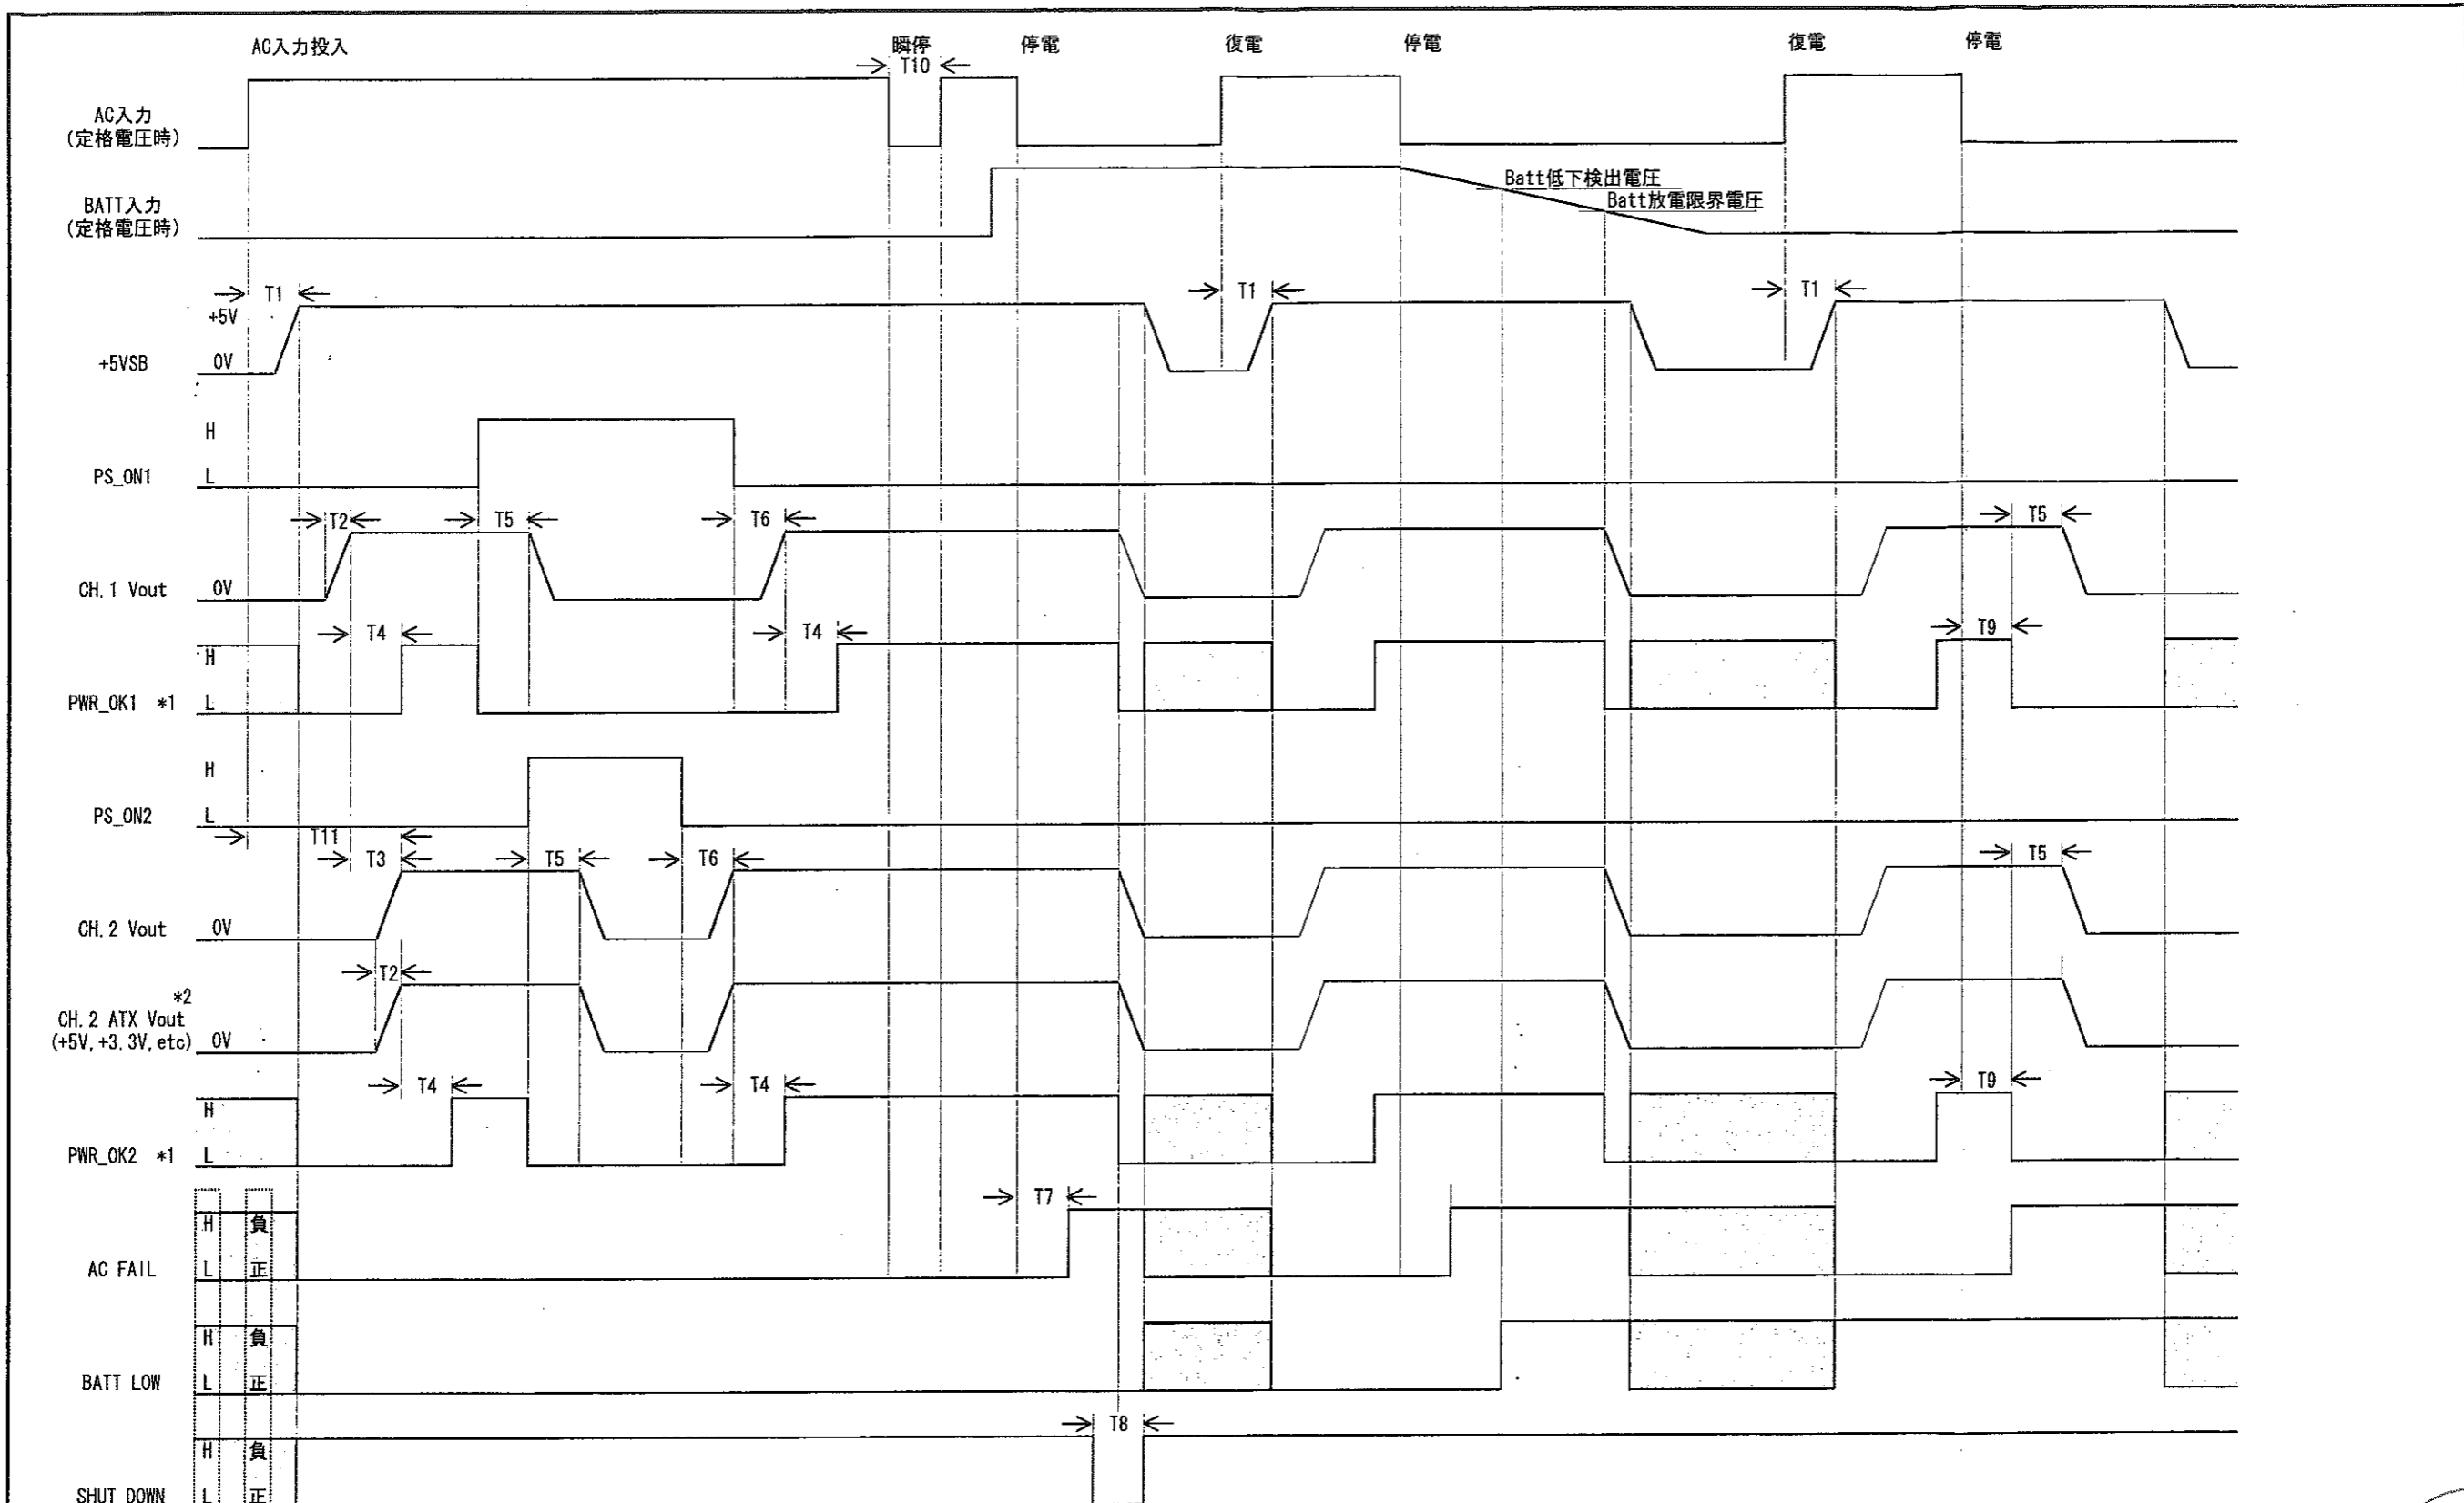 AC入力投入 瞬停 停電 復電 停電 復電 停電
T10
AC入力
(定格電圧時)
Batt低下検出電圧
BATT入力
(定格電圧時)
Batt放電限界電圧
T1 T1 T1
+5V
+5VSB 0V
H
PS_ON1 L
T2 T5 T6 T5
CH.1 Vout 0V
T4 T4 T9
H
PWR_OK1 *1 L
H
PS_ON2 L
T11
T3 T5 T6 T5
CH.2 Vout 0V
T2
*2
CH.2 ATX Vout
(+5V,+3.3V,etc) 0V
T4 T4 T9
H
PWR_OK2 *1 L
T7
H 負
AC FAIL L 正
H 負
BATT LOW L 正
T8
H 負
SHUT DOWN L 正